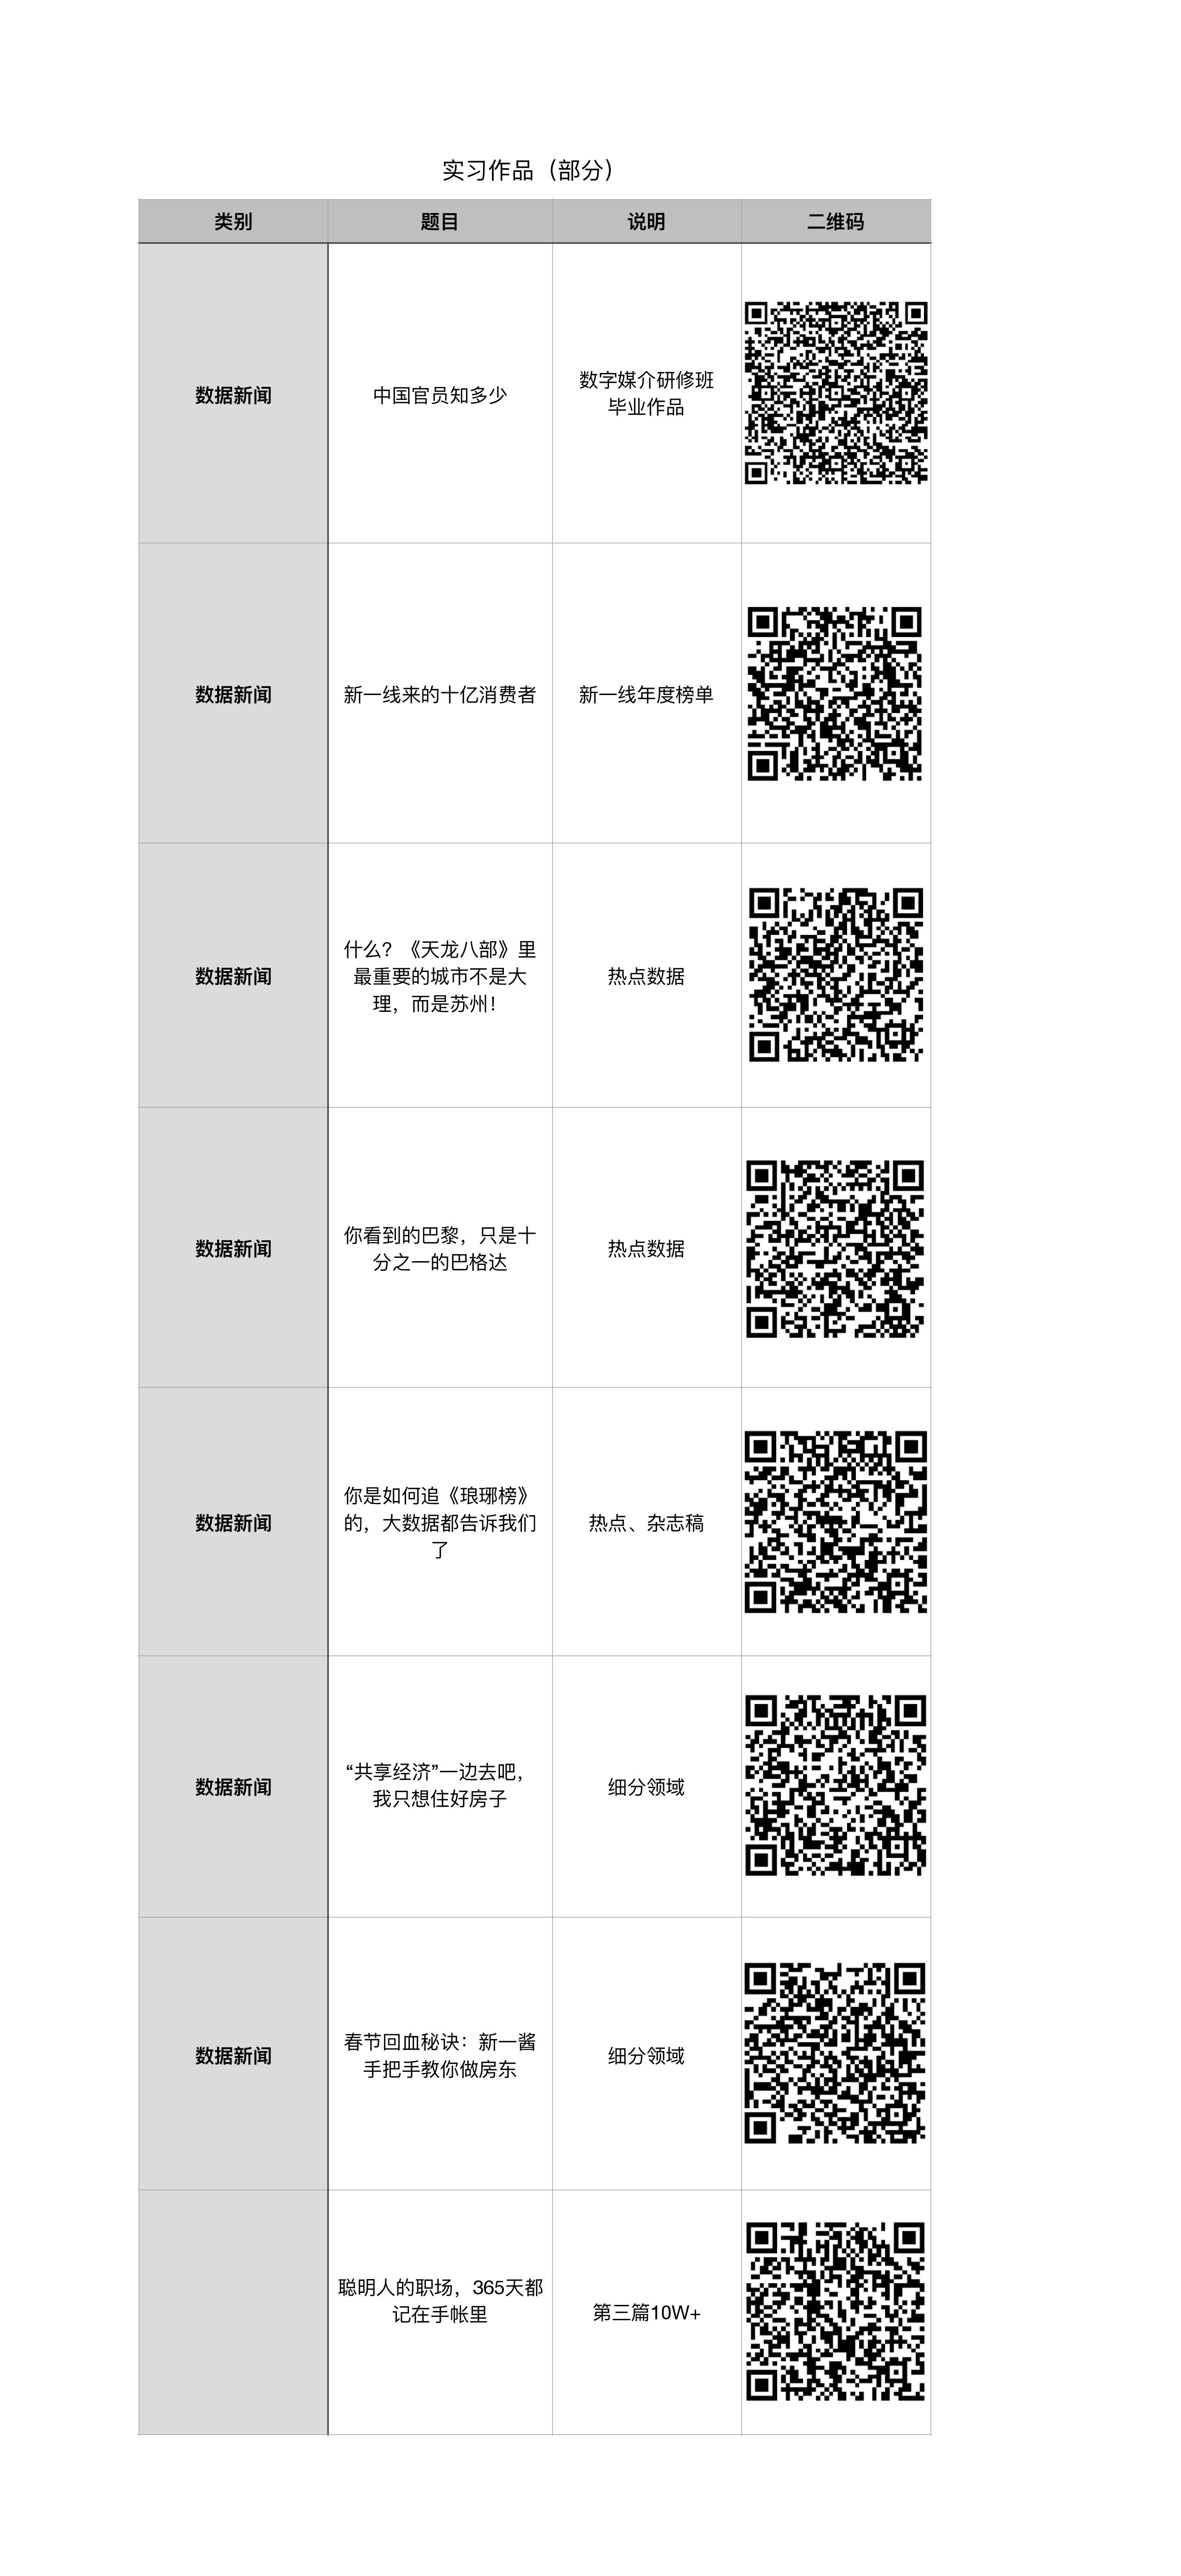 实习作品（部分）
类别 题目 说明 二维码
数据新闻 中国官员知多少 数字媒介研修班
毕业作品
数据新闻 新一线来的十亿消费者 新一线年度榜单
什么？《天龙八部》里
数据新闻 最重要的城市不是大 热点数据
理，而是苏州！
数据新闻 你看到的巴黎，只是十 热点数据
分之一的巴格达
你是如何追《琅琊榜》
数据新闻 的，大数据都告诉我们 热点、杂志稿
了
数据新闻 “共享经济”一边去吧， 细分领域
我只想住好房子
数据新闻 春节回血秘诀：新一酱 细分领域
手把手教你做房东
聪明人的职场，365天都
记在手帐里 第三篇10W+